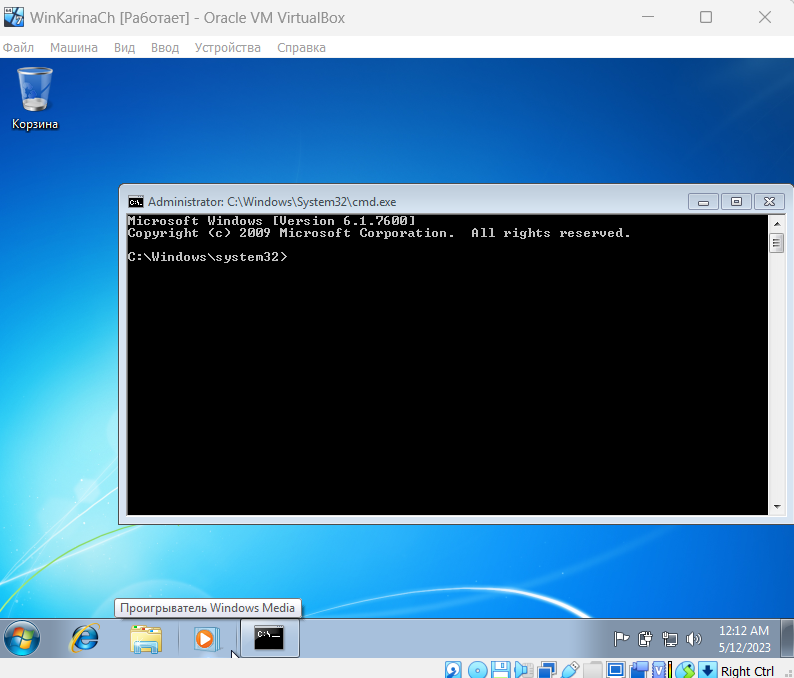 WinKarinaCh [Работает] - Oracle VM VirtualBox
Файл Машина Вид Ввод Устройства Справка
Корзина
Administrator: C:\Windows\System32\cmd.exe
Microsoft Windows [Version 6.1.7600]
Copyright (c) 2009 Microsoft Corporation. All rights reserved.
C:\Windows\system32>
Проигрыватель Windows Media
12:12 AM
5/12/2023
Right Ctrl